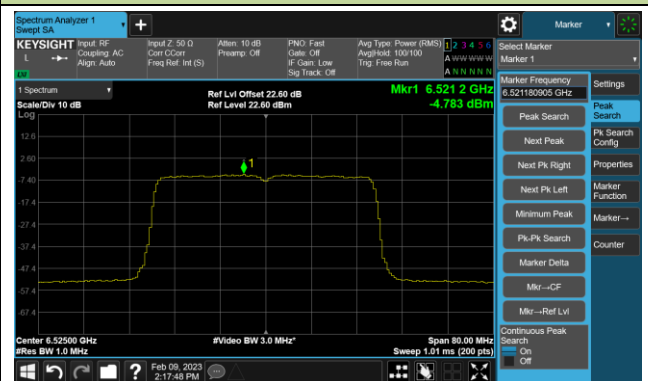 Spectrum Analyzer 1
Swept SA
+
Marker
KEYSIGHT
L
Input: RF
Coupling: AC
Align: Auto
Input Z: 50 Ω
Corr CCorr
Freq Ref: Int (S)
Atten: 10 dB
Preamp: Off
PNO: Fast
Gate: Off
IF Gain: Low
Sig Track: Off
Avg Type: Power (RMS)
Avg|Hold: 100/100
Trig: Free Run
1 2 3 4 5 6
A W W W W W
A N N N N N
Select Marker
Marker 1
1 Spectrum
Scale/Div 10 dB
Log
Ref Lvl Offset 22.60 dB
Ref Level 22.60 dBm
Mkr1 6.521 2 GHz
-4.783 dBm
12.6
2.60
-7.40
-17.4
-27.4
-37.4
-47.4
-57.4
-67.4
1
Center 6.52500 GHz
#Res BW 1.0 MHz
#Video BW 3.0 MHz*
Span 80.00 MHz
Sweep 1.01 ms (200 pts)
Marker Frequency
6.521180905 GHz
Peak Search
Next Peak
Next Pk Right
Next Pk Left
Minimum Peak
Pk-Pk Search
Marker Delta
Mkr→CF
Mkr→Ref Lvl
Continuous Peak
Search
On
Off
Settings
Peak
Search
Pk Search
Config
Properties
Marker
Function
Marker→
Counter
?
Feb 09, 2023
2:17:48 PM